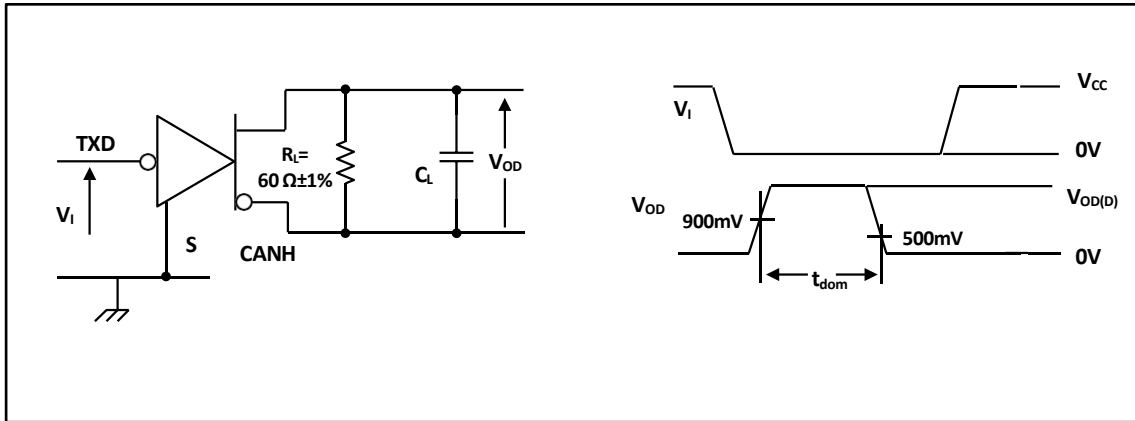 TXD
R_L=
60 Ω±1%
C_L
V_OD
V_I
S
CANH
V_I
V_CC
0V
V_OD
900mV
V_OD(D)
500mV
0V
t_dom